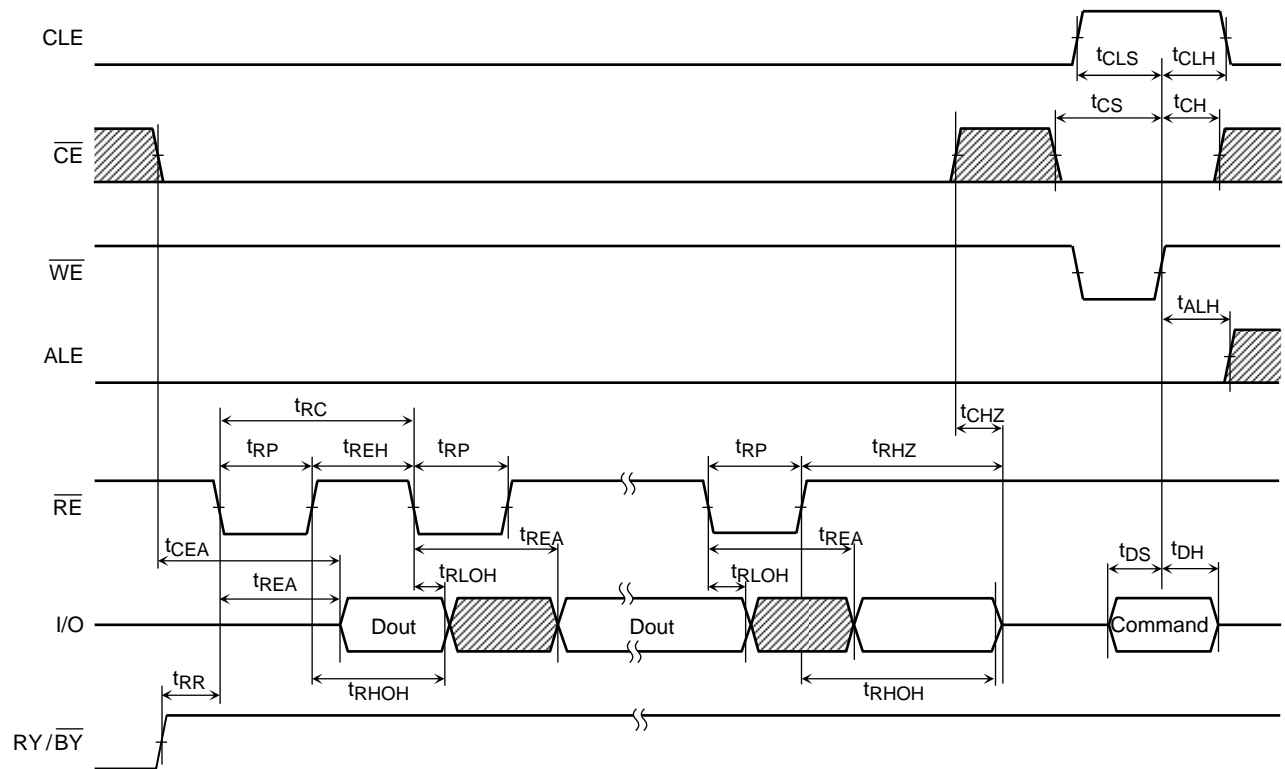 CLE
tCLS tCLH
tCS tCH
CE
WE
tALH
ALE
tRC
tCHZ
tRP tREH tRP tRP tRHZ
RE
tCEA tREA tREA tDS tDH
tREA tRLOH tRLOH
I/O Dout Dout Command
tRR tRHOH tRHOH
RY/BY